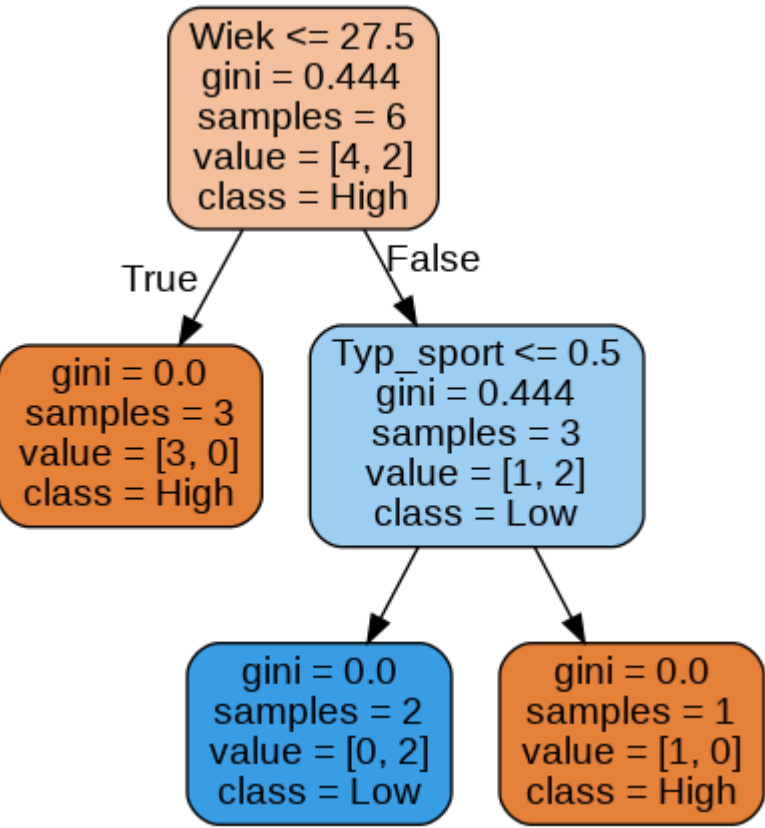 Wiek <= 27.5
gini = 0.444
samples = 6
value = [4, 2]
class = High
True
False
gini = 0.0
samples = 3
value = [3, 0]
class = High
Typ_sport <= 0.5
gini = 0.444
samples = 3
value = [1, 2]
class = Low
gini = 0.0
samples = 2
value = [0, 2]
class = Low
gini = 0.0
samples = 1
value = [1, 0]
class = High